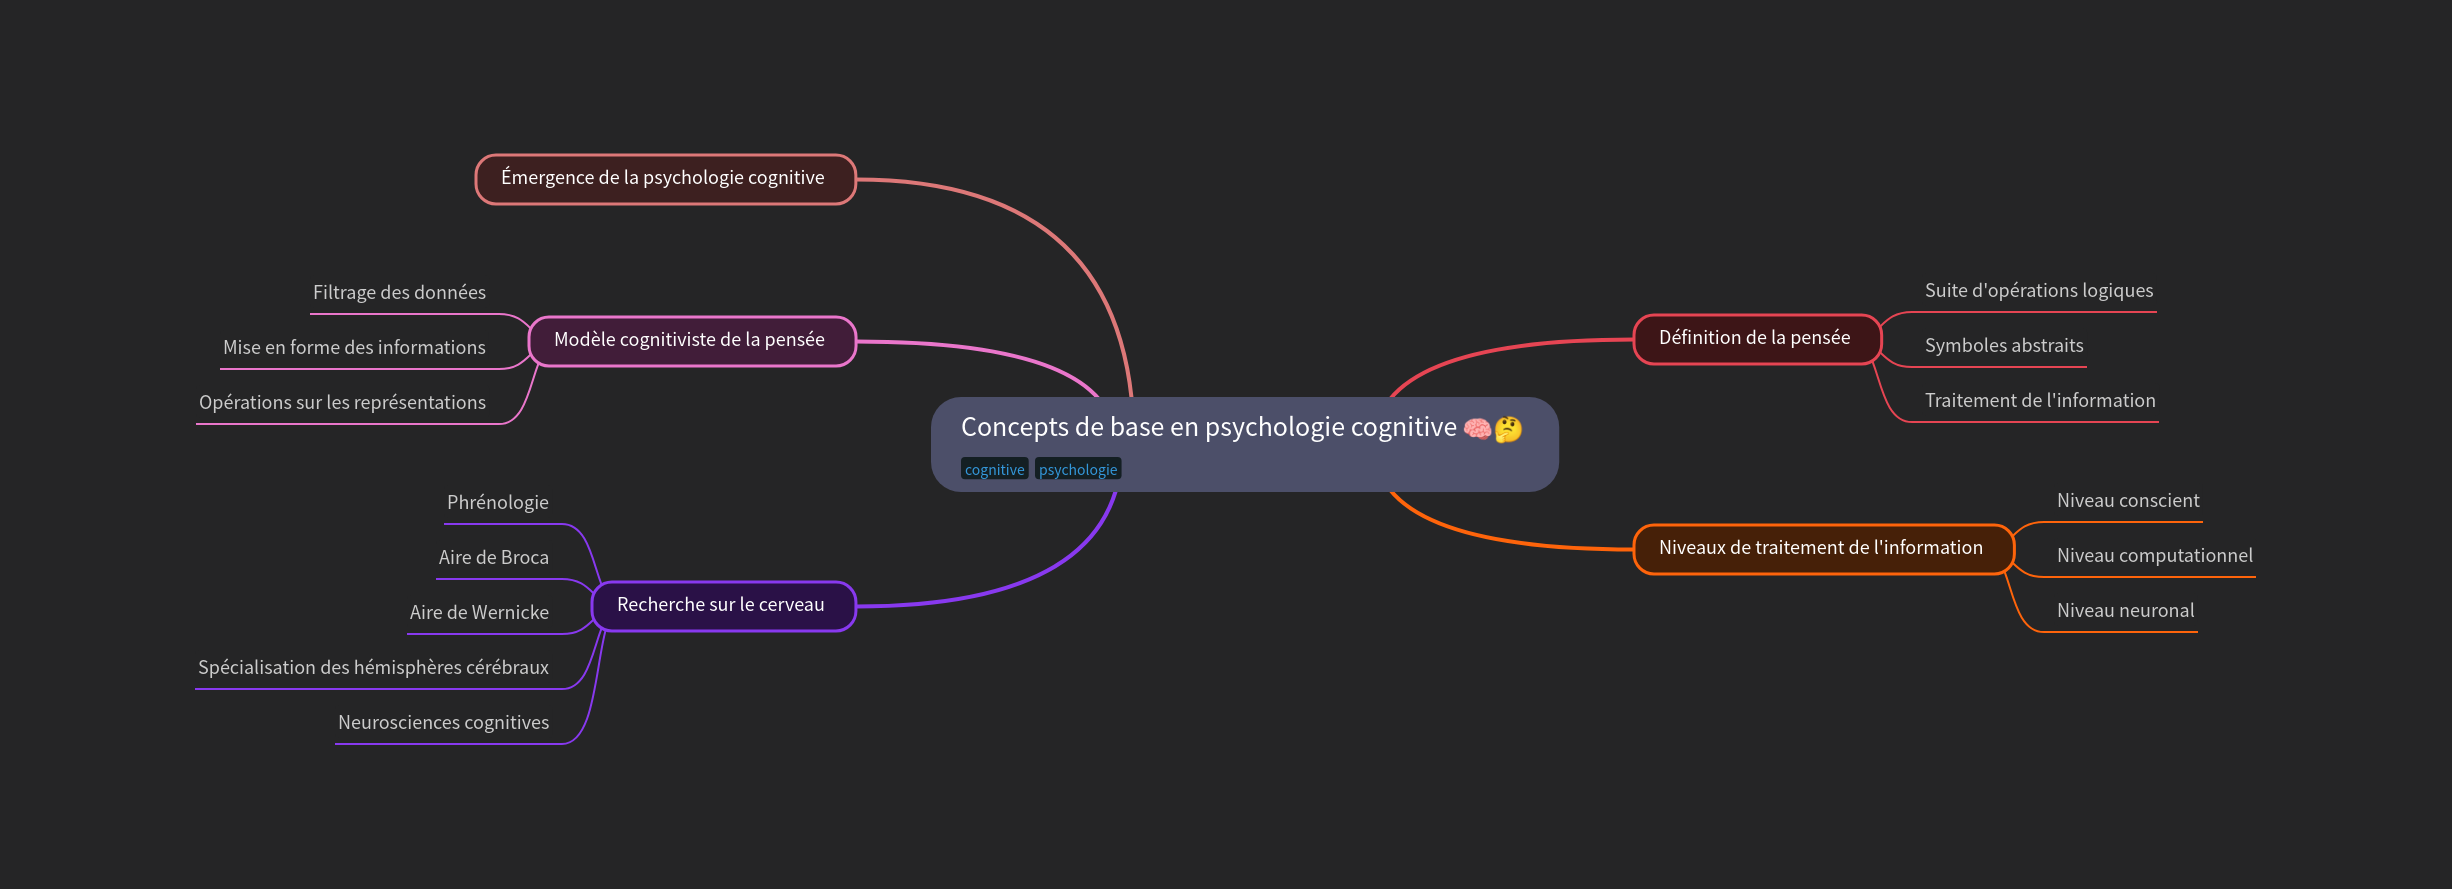 Émergence de la psychologie cognitive
Filtrage des données
Modèle cognitiviste de la pensée
Mise en forme des informations
Opérations sur les représentations
Suite d'opérations logiques
Définition de la pensée
Symboles abstraits
Traitement de l'information
Concepts de base en psychologie cognitive 🧠🤔
cognitive psychologie
Phrénologie
Aire de Broca
Recherche sur le cerveau
Aire de Wernicke
Spécialisation des hémisphères cérébraux
Neurosciences cognitives
Niveau conscient
Niveaux de traitement de l'information
Niveau computationnel
Niveau neuronal